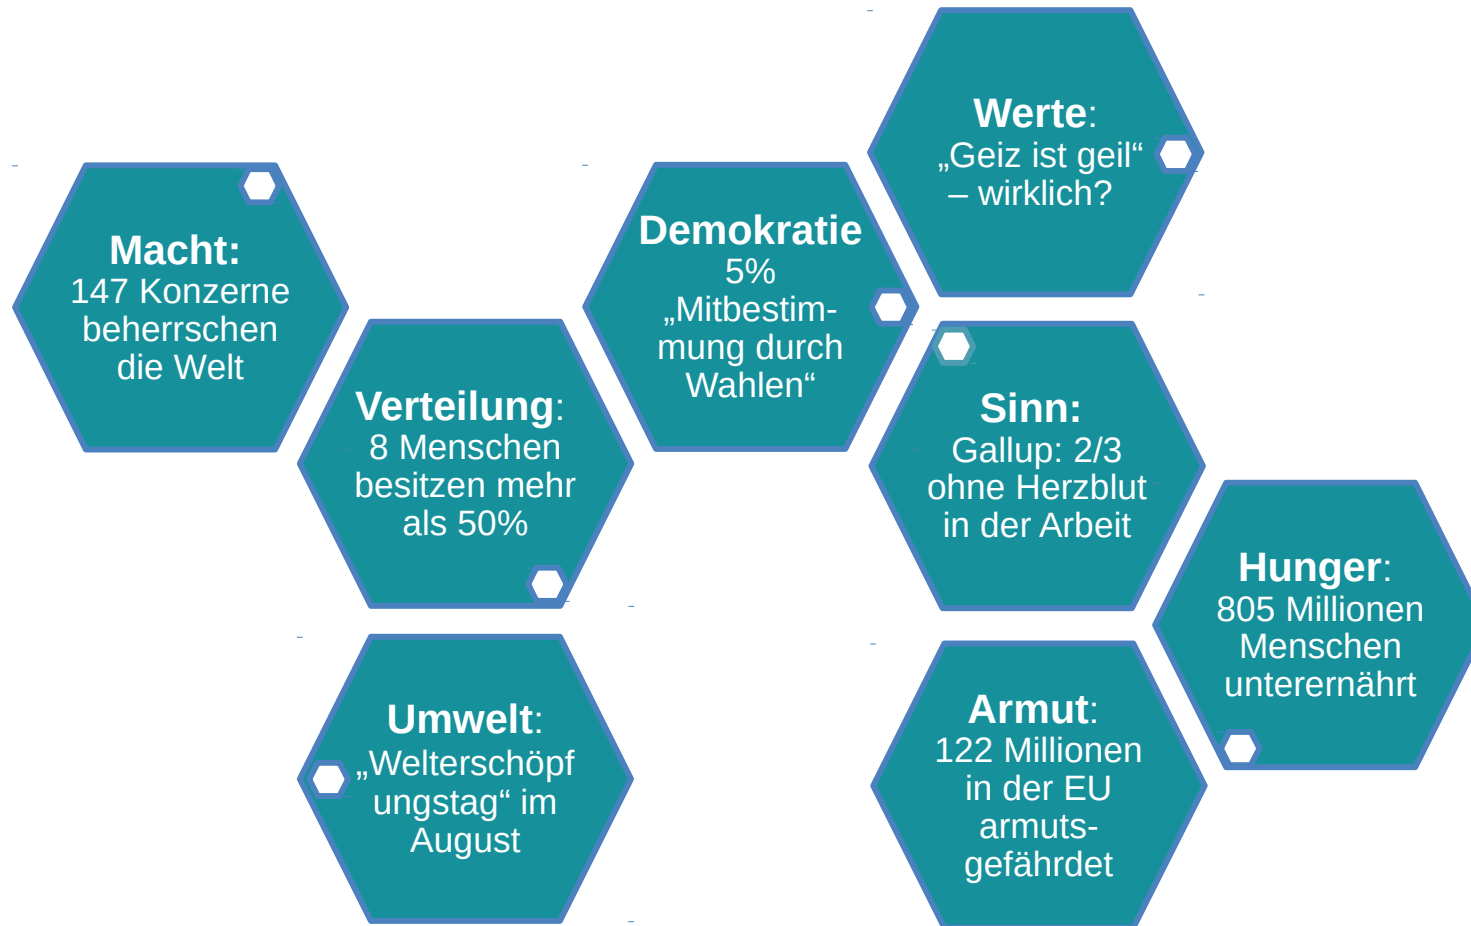 Werte:
„Geiz ist geil“
– wirklich?
Macht:
147 Konzerne
beherrschen
die Welt
Demokratie
5%
„Mitbestim-
mung durch
Wahlen“
Verteilung:
8 Menschen
besitzen mehr
als 50%
Sinn:
Gallup: 2/3
ohne Herzblut
in der Arbeit
Hunger:
805 Millionen
Menschen
unterernährt
Umwelt:
„Welterschöpf
ungstag“ im
August
Armut:
122 Millionen
in der EU
armuts-
gefährdet